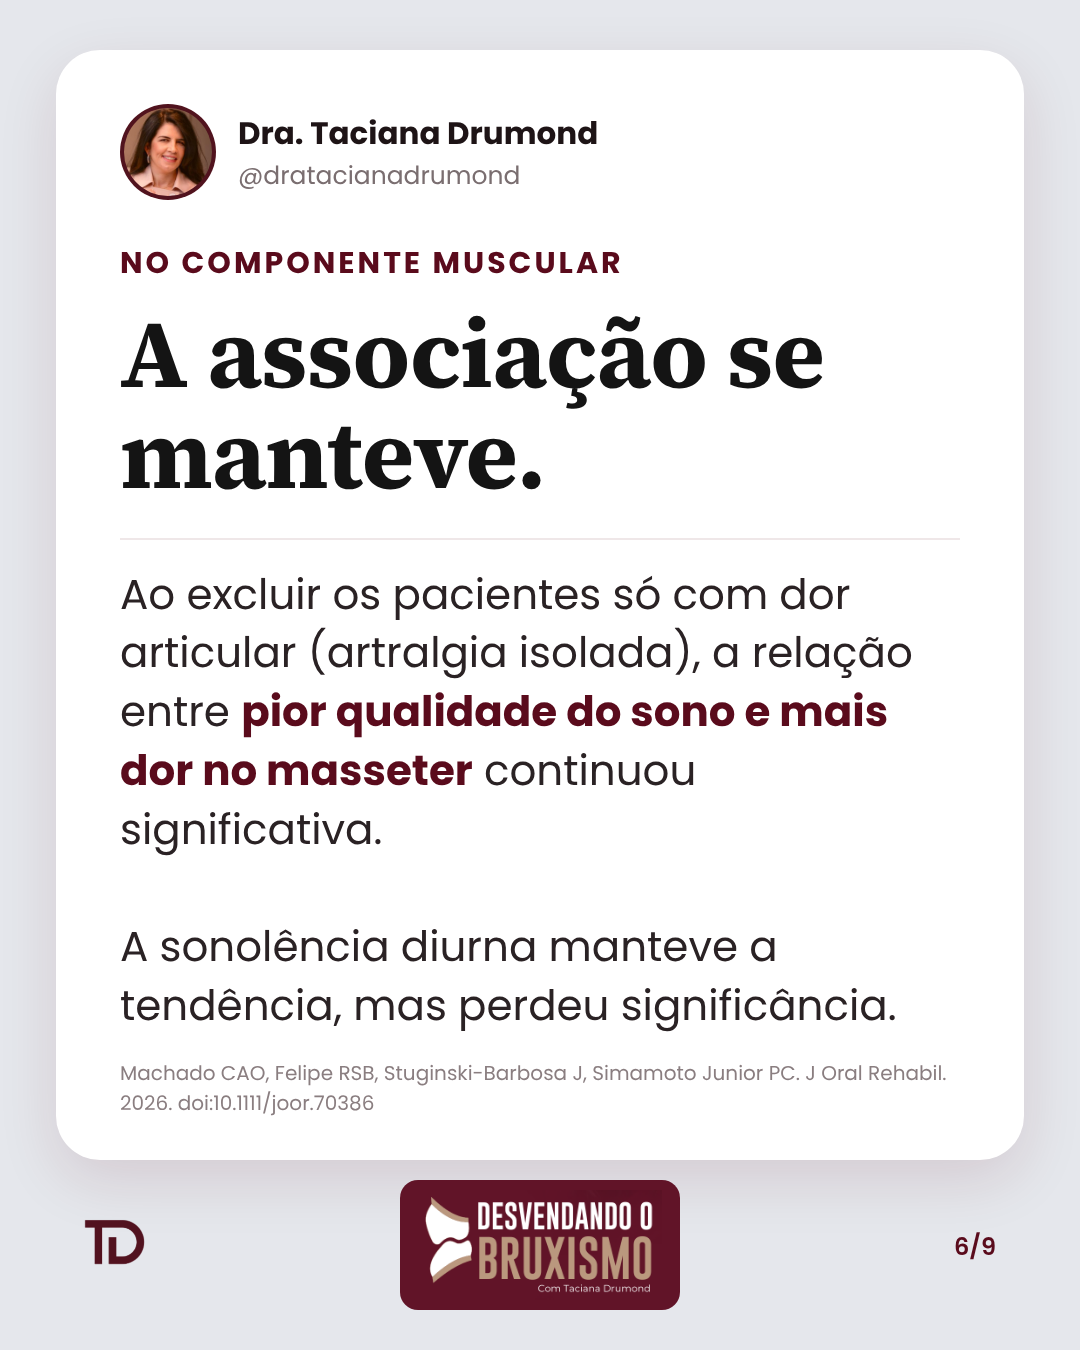 Dra. Taciana Drumond
@dratacianadrumond
NO COMPONENTE MUSCULAR
A associação se
manteve.
Ao excluir os pacientes só com dor
articular (artralgia isolada), a relação
entre pior qualidade do sono e mais
dor no masseter continuou
significativa.
A sonolência diurna manteve a
tendência, mas perdeu significância.
Machado CAO, Felipe RSB, Stuginski-Barbosa J, Simamoto Junior PC. J Oral Rehabil.
2026. doi:10.1111/joor.70386
TD
DESVENDANDO O
BRUXISMO
Com Taciana Drumond
6/9